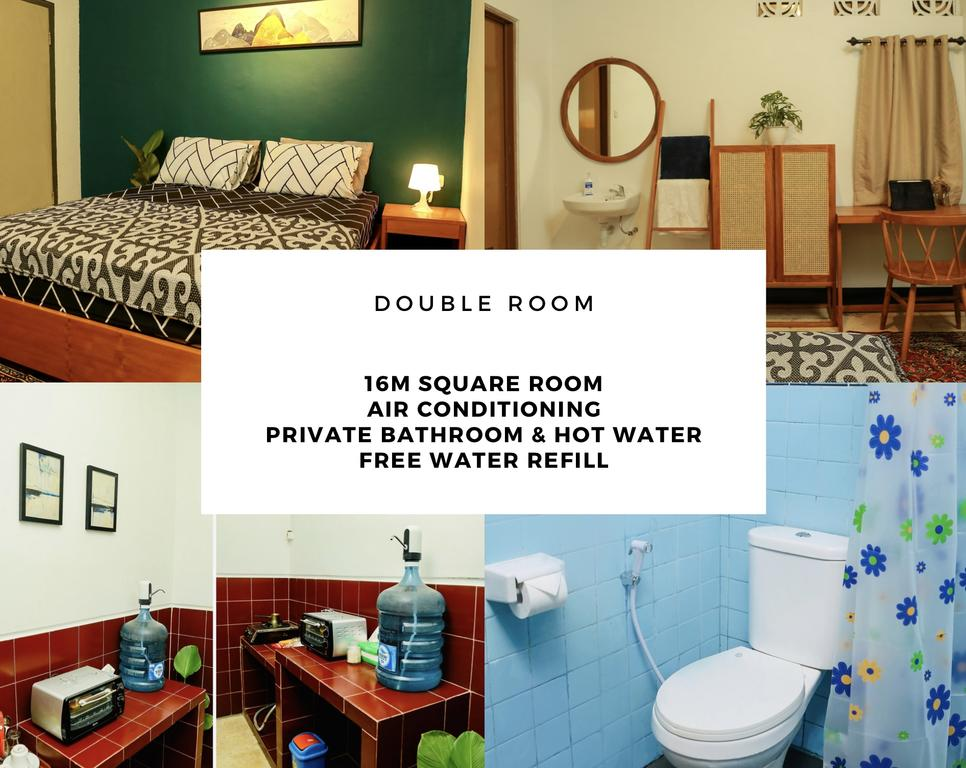 DOUBLE ROOM
16M SQUARE ROOM
AIR CONDITIONING
PRIVATE BATHROOM & HOT WATER
FREE WATER REFILL